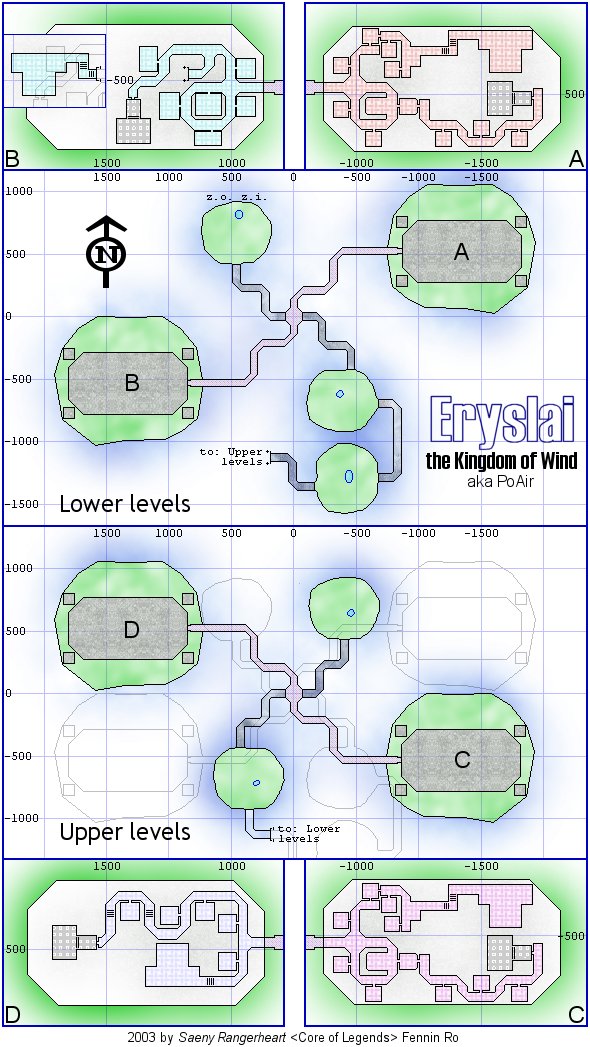 -500
B
1500
1000
500
A
-1000
-1500
1500
1000
500
0
-500
-1000
-1500
1000
z.o. z.i.
N
500
A
0
B
-500
Eryslai
the Kingdom of Wind
aka PoAir
-1000
to: Upper
levels
Lower levels
-1500
1500
1000
500
0
-500
-1000
-1500
1000
D
500
0
C
-500
-1000
Upper levels
to: Lower
levels
1500
1000
500
D
-1000
-1500
-500
C
2003 by Saeny Rangerheart <Core of Legends> Fennin Ro